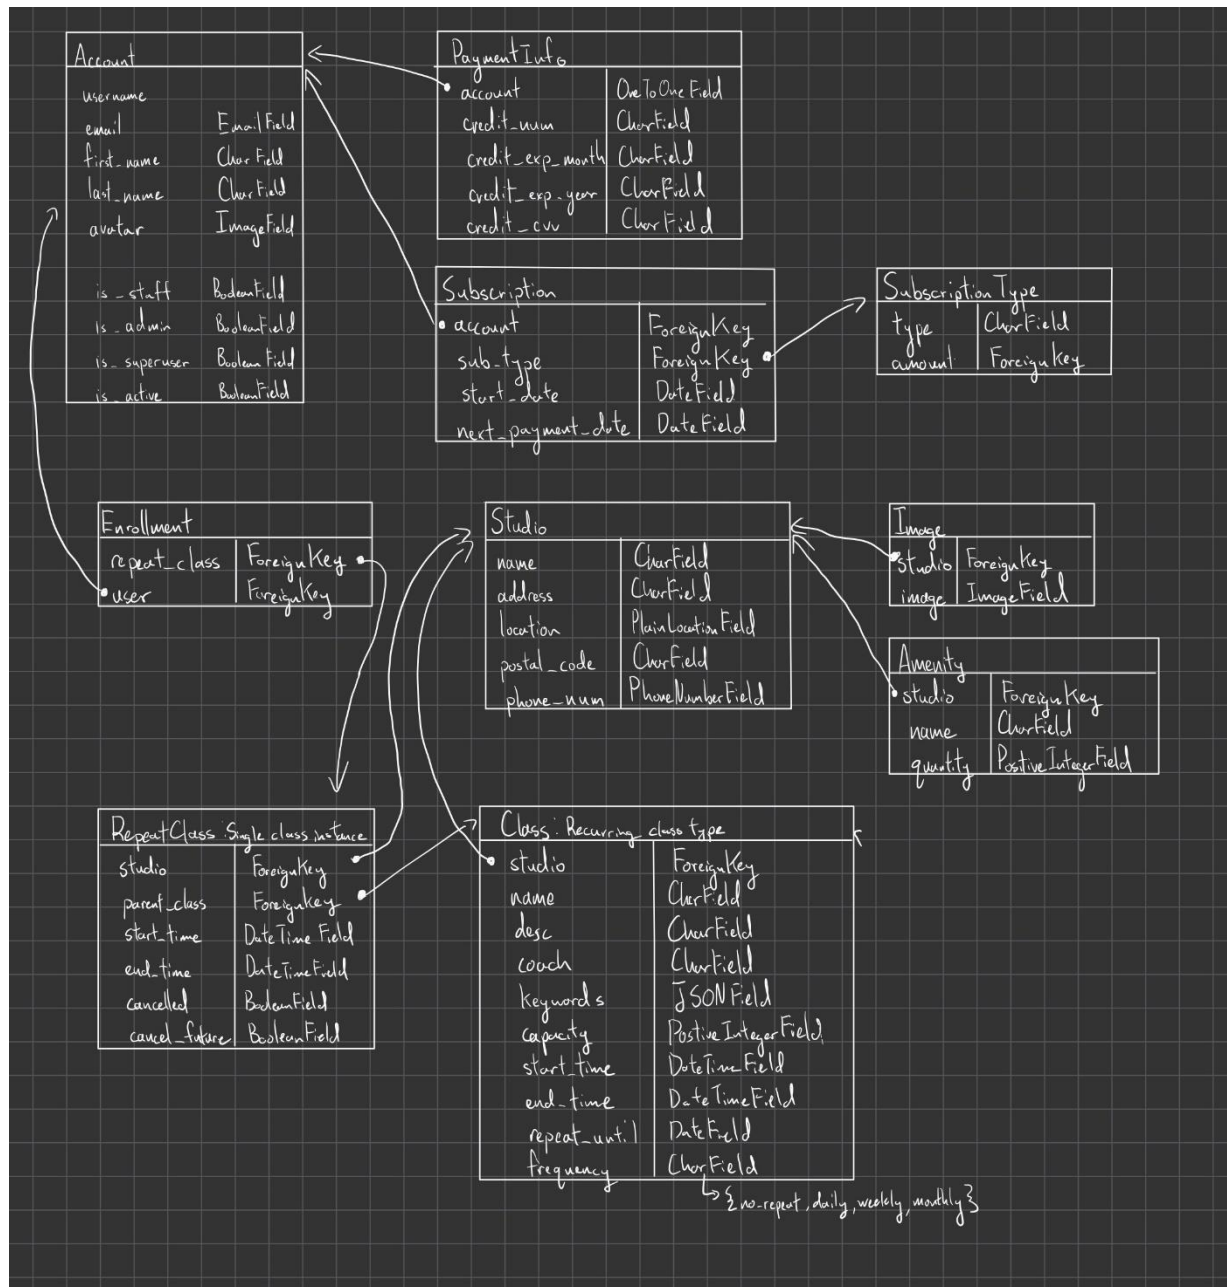 Account
username
email EmailField
first_name CharField
last_name CharField
avatar ImageField
is_staff BooleanField
is_admin BooleanField
is_superuser BooleanField
is_active BooleanField
PaymentInfo
account OneToOneField
credit_num CharField
credit_exp_month CharField
credit_exp_year CharField
credit_cvv CharField
Subscription
account ForeignKey
sub_type ForeignKey
start_date DateField
next_payment_date DateField
Subscription Type
type CharField
amount ForeignKey
Enrollment
repeat_class ForeignKey
user ForeignKey
Studio
name CharField
address CharField
location PlainLocationField
postal_code CharField
phone_num PhoneNumberField
Image
studio ForeignKey
image ImageField
Amenity
studio ForeignKey
name CharField
quantity PositiveIntegerField
RepeatClass : Single class instance
studio ForeignKey
parent_class ForeignKey
start_time DateTimeField
end_time DateTimeField
cancelled BooleanField
cancel_future BooleanField
Class : Recurring class type
studio ForeignKey
name CharField
desc CharField
coach CharField
keywords JSONField
capacity PostiveIntegerField
start_time DateTimeField
end_time DateTimeField
repeat_until DateField
frequency CharField
{no-repeat, daily, weekly, monthly}